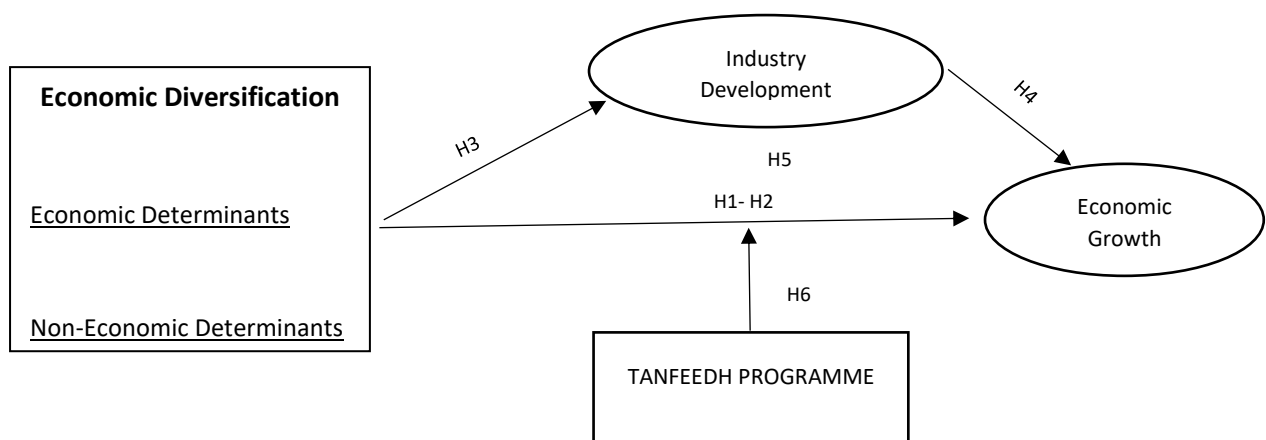 Economic Diversification
Economic Determinants
Non-Economic Determinants
H3
Industry
Development
H4
H5
H1- H2
Economic
Growth
H6
TANFEEDH PROGRAMME